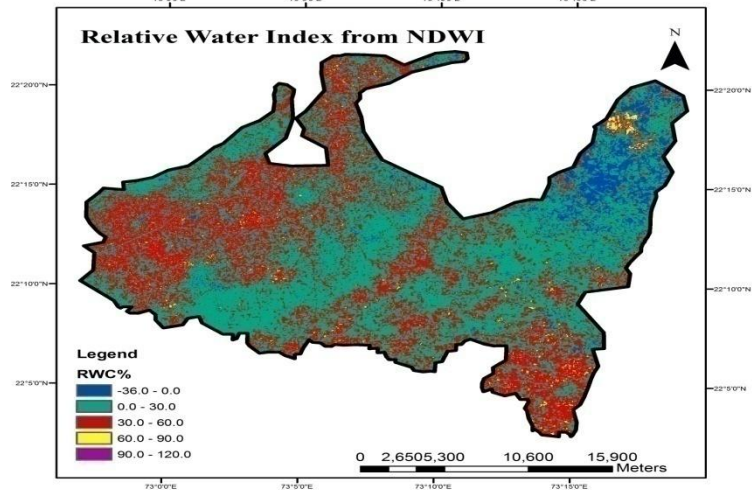 Relative Water Index from NDWI
N
22°20'0"N
22°20'0"N
22°15'0"N
22°15'0"N
22°10'0"N
22°10'0"N
22°5'0"N
22°5'0"N
Legend
RWC%
-36.0 - 0.0
0.0 - 30.0
30.0 - 60.0
60.0 - 90.0
90.0 - 120.0
0 2,6505,300 10,600 15,900
Meters
73°0'0"E 73°5'0"E 73°10'0"E 73°15'0"E